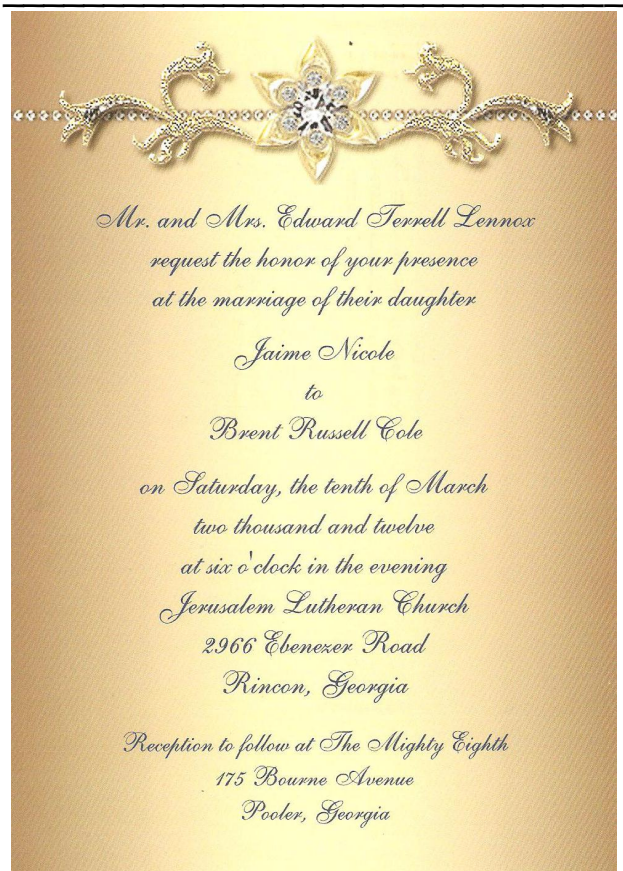 Mr. and Mrs. Edward Terrell Lennox
request the honor of your presence
at the marriage of their daughter
Jaime Nicole
to
Brent Russell Cole
on Saturday, the tenth of March
two thousand and twelve
at six o'clock in the evening
Jerusalem Lutheran Church
2966 Ebenezer Road
Rincon, Georgia
Reception to follow at The Mighty Eighth
175 Bourne Avenue
Pooler, Georgia